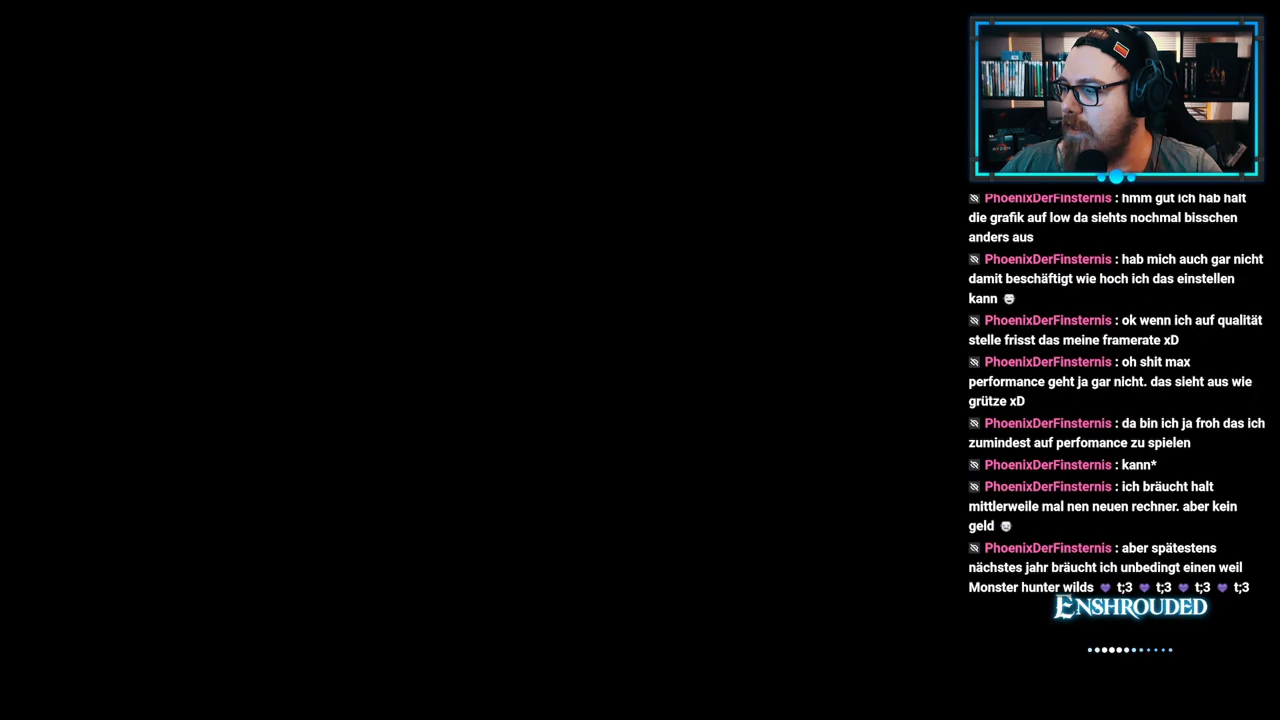 PhoenixDerFinsternis : hmm gut ich hab halt
die grafik auf low da siehts nochmal bisschen
anders aus
PhoenixDerFinsternis : hab mich auch gar nicht
damit beschäftigt wie hoch ich das einstellen
kann
PhoenixDerFinsternis : ok wenn ich auf qualität
stelle frisst das meine framerate xD
PhoenixDerFinsternis : oh shit max
performance geht ja gar nicht. das sieht aus wie
grütze xD
PhoenixDerFinsternis : da bin ich ja froh das ich
zumindest auf perfomance zu spielen
PhoenixDerFinsternis : kann*
PhoenixDerFinsternis : ich bräucht halt
mittlerweile mal nen neuen rechner. aber kein
geld
PhoenixDerFinsternis : aber spätestens
nächstes jahr bräucht ich unbedingt einen weil
Monster hunter wilds 💜 t;3 💜 t;3 💜 t;3 💜 t;3
ENSHROUDED